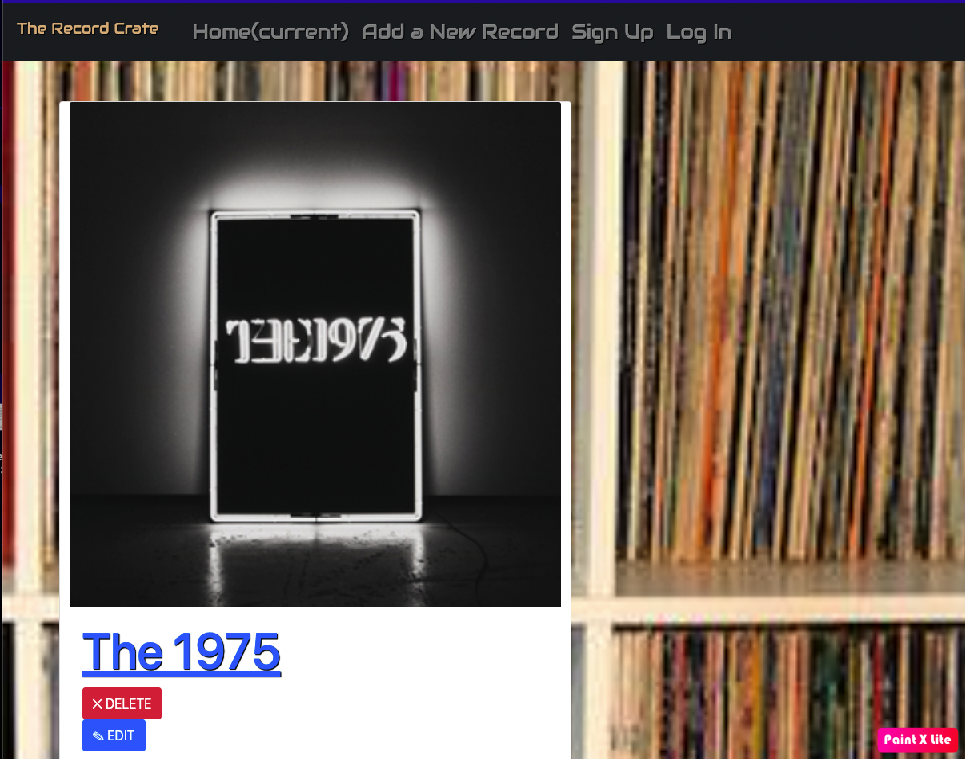 The Record Crate Home(current) Add a New Record Sign Up Log In
THE 1975
The 1975
× DELETE
✎ EDIT
Paint X Lite